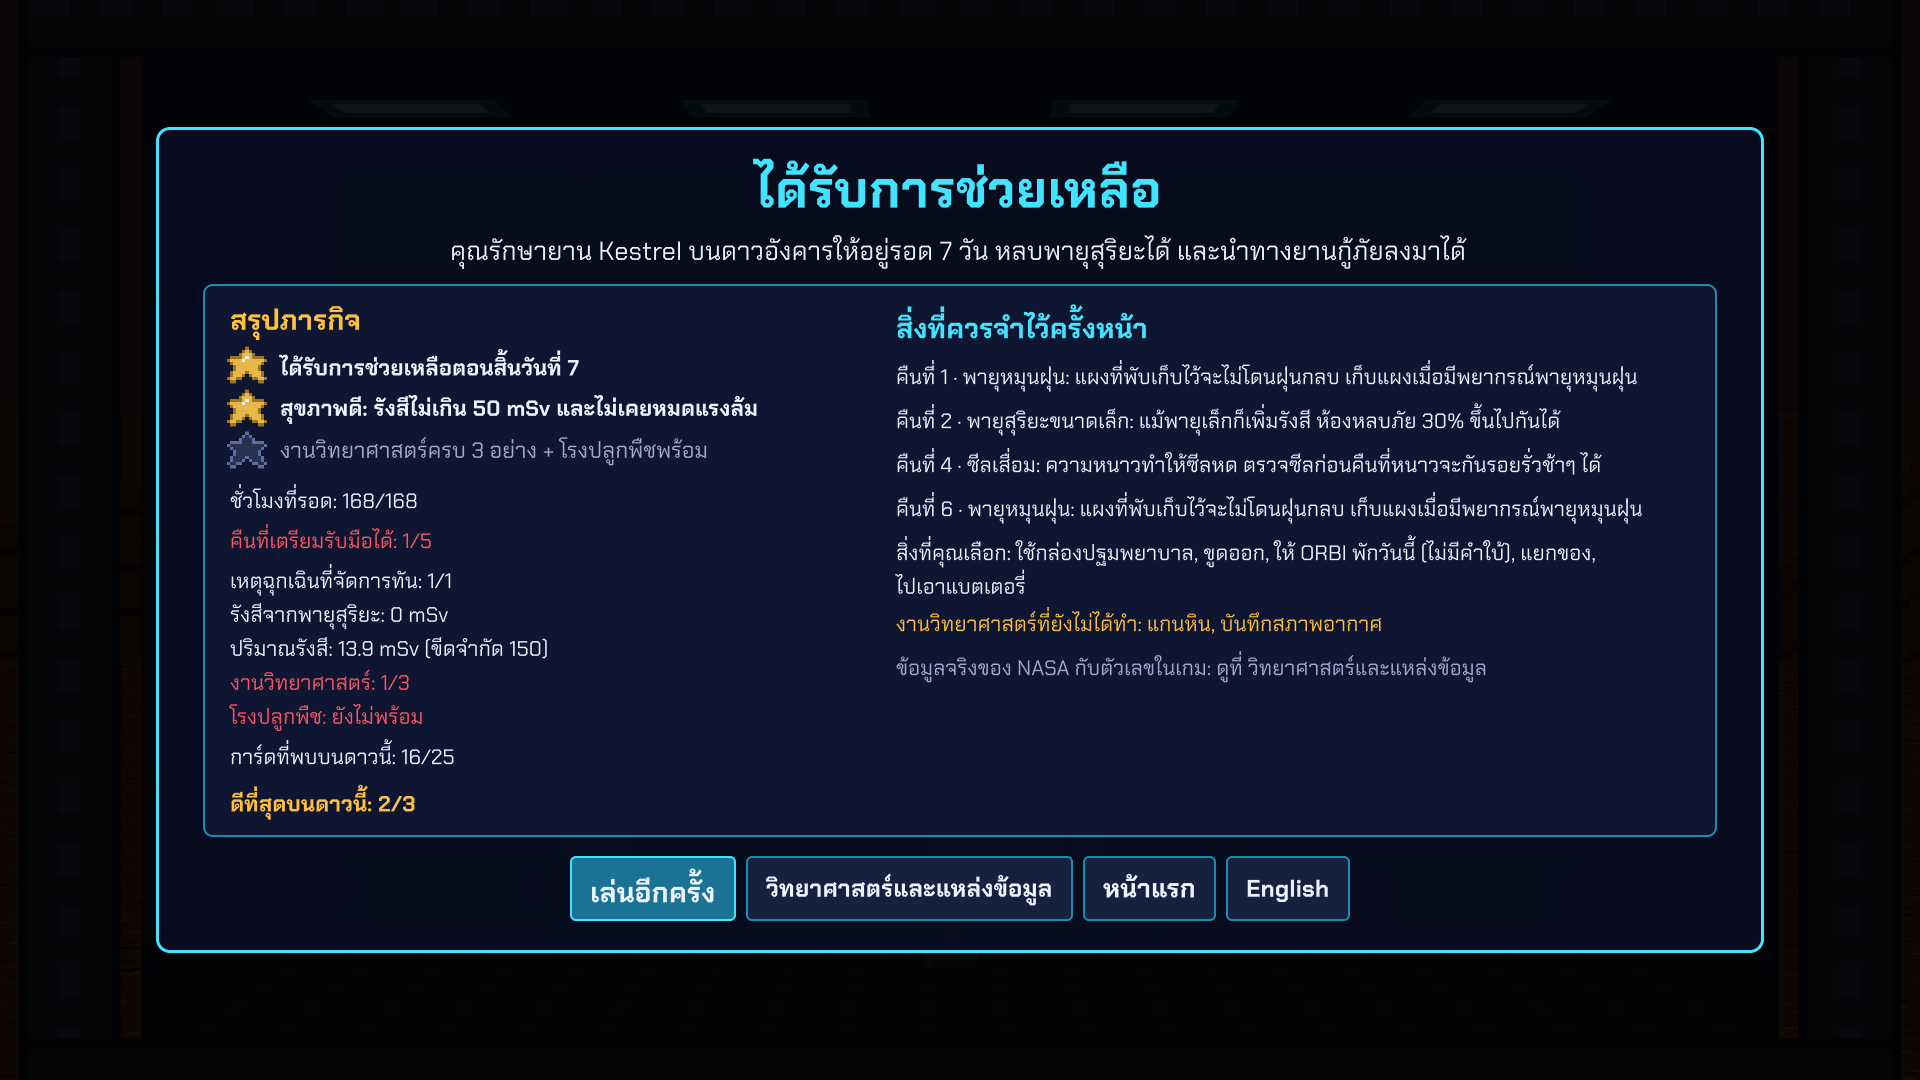 ได้รับการช่วยเหลือ
คุณรักษายาน Kestrel บนดาวอังคารให้อยู่รอด 7 วัน หลบพายุสุริยะได้ และนำทางยานกู้ภัยลงมาได้
สรุปภารกิจ
ได้รับการช่วยเหลือตอนสิ้นวันที่ 7
สุขภาพดี: รังสีไม่เกิน 50 mSv และไม่เคยหมดแรงล้ม
งานวิทยาศาสตร์ครบ 3 อย่าง + โรงปลูกพืชพร้อม
ชั่วโมงที่รอด: 168/168
คืนที่เตรียมรับมือได้: 1/5
เหตุฉุกเฉินที่จัดการทัน: 1/1
รังสีจากพายุสุริยะ: 0 mSv
ปริมาณรังสี: 13.9 mSv (ขีดจำกัด 150)
งานวิทยาศาสตร์: 1/3
โรงปลูกพืช: ยังไม่พร้อม
การ์ดที่พบบนดาวนี้: 16/25
ดีที่สุดบนดาวนี้: 2/3
สิ่งที่ควรจำไว้ครั้งหน้า
คืนที่ 1 · พายุหมุนฝุ่น: แผงที่พับเก็บไว้จะไม่โดนฝุ่นกลบ เก็บแผงเมื่อมีพยากรณ์พายุหมุนฝุ่น
คืนที่ 2 · พายุสุริยะขนาดเล็ก: แม้พายุเล็กก็เพิ่มรังสี ห้องหลบภัย 30% ขึ้นไปกันได้
คืนที่ 4 · ซีลเสื่อม: ความหนาวทำให้ซีลหด ตรวจซีลก่อนคืนที่หนาวจะกันรอยรั่วช้าๆ ได้
คืนที่ 6 · พายุหมุนฝุ่น: แผงที่พับเก็บไว้จะไม่โดนฝุ่นกลบ เก็บแผงเมื่อมีพยากรณ์พายุหมุนฝุ่น
สิ่งที่คุณเลือก: ใช้กล่องปฐมพยาบาล, ขูดออก, ให้ ORBI พักวันนี้ (ไม่มีคำใบ้), แยกของ,
ไปเอาแบตเตอรี่
งานวิทยาศาสตร์ที่ยังไม่ได้ทำ: แกนหิน, บันทึกสภาพอากาศ
ข้อมูลจริงของ NASA กับตัวเลขในเกม: ดูที่ วิทยาศาสตร์และแหล่งข้อมูล
เล่นอีกครั้ง
วิทยาศาสตร์และแหล่งข้อมูล
หน้าแรก
English